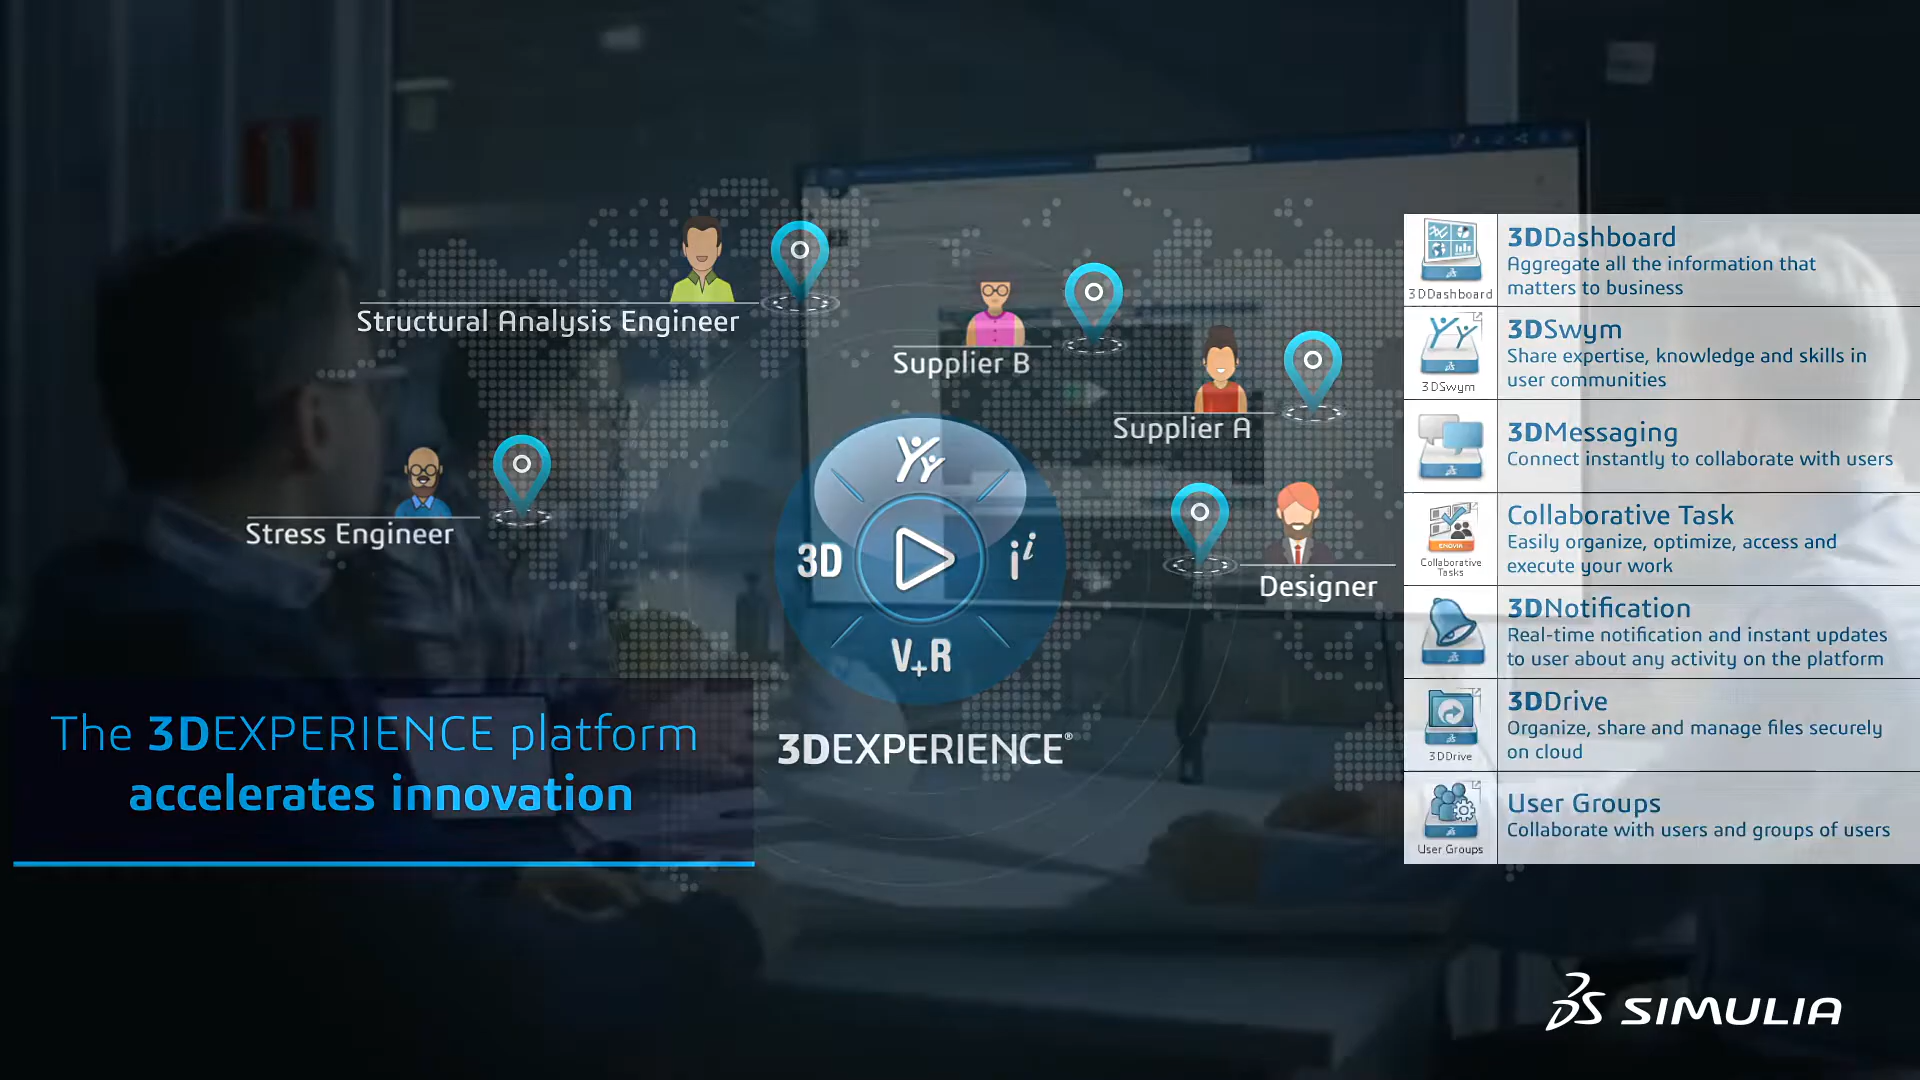 Structural Analysis Engineer
Supplier B
Supplier A
Stress Engineer
Designer
3D
V+R
3DEXPERIENCE®
The 3DEXPERIENCE platform
accelerates innovation
3DDashboard
3DDashboard
Aggregate all the information that
matters to business
3DSwym
3DSwym
Share expertise, knowledge and skills in
user communities
3DMessaging
Connect instantly to collaborate with users
ENOVIA
Collaborative
Tasks
Collaborative Task
Easily organize, optimize, access and
execute your work
3DNotification
Real-time notification and instant updates
to user about any activity on the platform
3DDrive
3DDrive
Organize, share and manage files securely
on cloud
User Groups
User Groups
Collaborate with users and groups of users
3DS SIMULIA